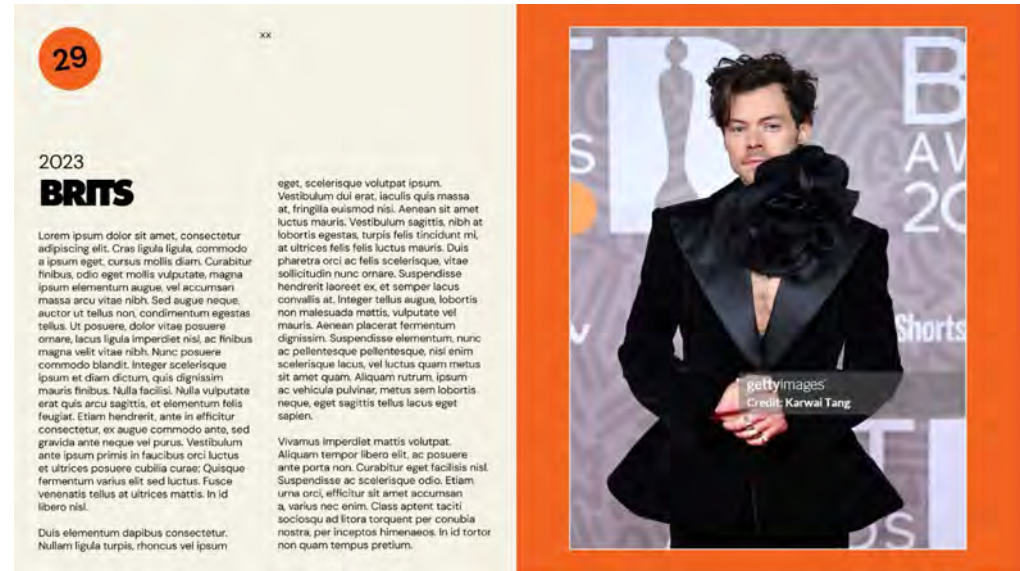 29
xx
2023
BRITS
Lorem ipsum dolor sit amet, consectetur
adipiscing elit. Cras ligula ligula, commodo
a ipsum eget, cursus mollis diam. Curabitur
finibus, odio eget mollis vulputate, magna
ipsum elementum augue, vel accumsan
massa arcu vitae nibh. Sed augue neque,
auctor ut tellus non, condimentum egestas
tellus. Ut posuere, dolor vitae posuere
ornare, lacus ligula imperdiet nisl, ac finibus
magna velit vitae nibh. Nunc posuere
commodo blandit. Integer scelerisque
ipsum et diam dictum, quis dignissim
mauris finibus. Nulla facilisi. Nulla vulputate
erat quis arcu sagittis, et elementum felis
feugiat. Etiam hendrerit, ante in efficitur
consectetur, ex augue commodo ante, sed
gravida ante neque vel purus. Vestibulum
ante ipsum primis in faucibus orci luctus
et ultrices posuere cubilia curae; Quisque
fermentum varius elit sed luctus. Fusce
venenatis tellus at ultrices mattis. In id
libero nisl.
Duis elementum dapibus consectetur.
Nullam ligula turpis, rhoncus vel ipsum
eget, scelerisque volutpat ipsum.
Vestibulum dui erat, iaculis quis massa
at, fringilla euismod nisi. Aenean sit amet
luctus mauris. Vestibulum sagittis, nibh at
lobortis egestas, turpis felis tincidunt mi,
at ultrices felis felis luctus mauris. Duis
pharetra orci ac felis scelerisque, vitae
sollicitudin nunc ornare. Suspendisse
hendrerit laoreet ex, et semper lacus
convallis at. Integer tellus augue, lobortis
non malesuada mattis, vulputate vel
mauris. Aenean placerat fermentum
dignissim. Suspendisse elementum, nunc
ac pellentesque pellentesque, nisl enim
scelerisque lacus, vel luctus quam metus
sit amet quam. Aliquam rutrum, ipsum
ac vehicula pulvinar, metus sem lobortis
neque, eget sagittis tellus lacus eget
sapien.
Vivamus imperdiet mattis volutpat.
Aliquam tempor libero elit, ac posuere
ante porta non. Curabitur eget facilisis nisl.
Suspendisse ac scelerisque odio. Etiam
urna orci, efficitur sit amet accumsan
a, varius nec enim. Class aptent taciti
sociosqu ad litora torquent per conubia
nostra, per inceptos himenaeos. In id tortor
non quam tempus pretium.
B
AW
20
Shorts
gettyimages
Credit: Karwai Tang
DS